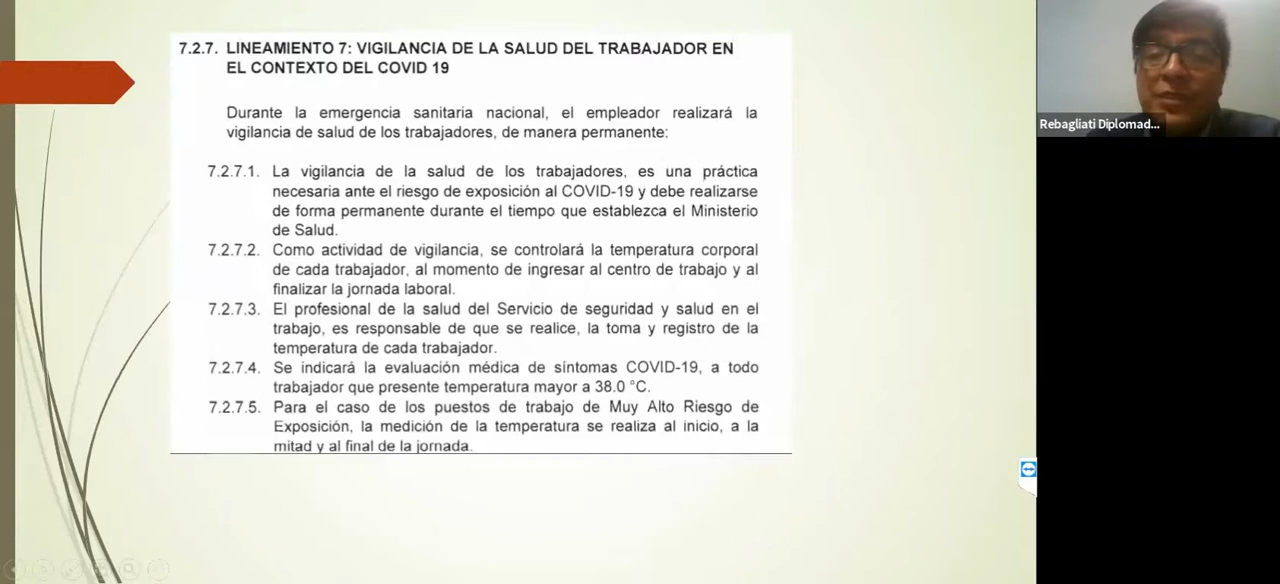 7.2.7. LINEAMIENTO 7: VIGILANCIA DE LA SALUD DEL TRABAJADOR EN
EL CONTEXTO DEL COVID 19
Durante la emergencia sanitaria nacional, el empleador realizará la
vigilancia de salud de los trabajadores, de manera permanente:
7.2.7.1. La vigilancia de la salud de los trabajadores, es una práctica
necesaria ante el riesgo de exposición al COVID-19 y debe realizarse
de forma permanente durante el tiempo que establezca el Ministerio
de Salud.
7.2.7.2. Como actividad de vigilancia, se controlará la temperatura corporal
de cada trabajador, al momento de ingresar al centro de trabajo y al
finalizar la jornada laboral.
7.2.7.3. El profesional de la salud del Servicio de seguridad y salud en el
trabajo, es responsable de que se realice, la toma y registro de la
temperatura de cada trabajador.
7.2.7.4. Se indicará la evaluación médica de síntomas COVID-19, a todo
trabajador que presente temperatura mayor a 38.0 °C.
7.2.7.5. Para el caso de los puestos de trabajo de Muy Alto Riesgo de
Exposición, la medición de la temperatura se realiza al inicio, a la
mitad y al final de la jornada.
Rebagliati Diplomad...